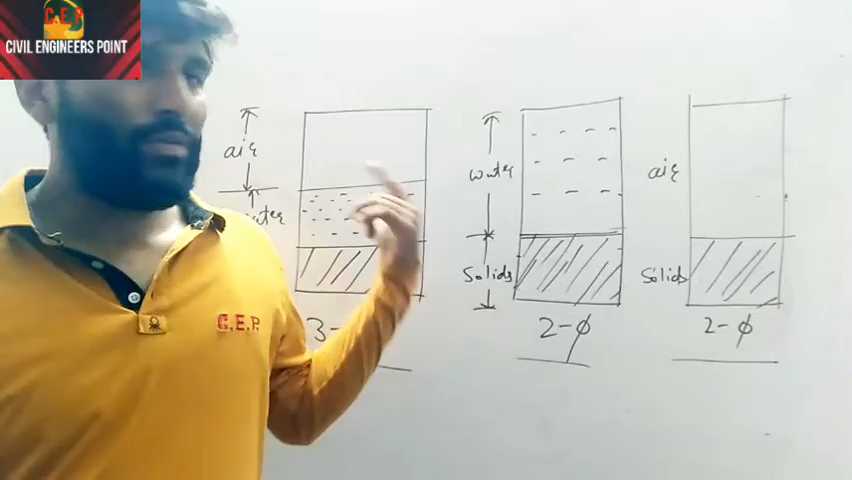 C.E.P
CIVIL ENGINEERS POINT
air
water
air
Solids
water
Solids
C.E.P.
3-
2-φ
2-φ